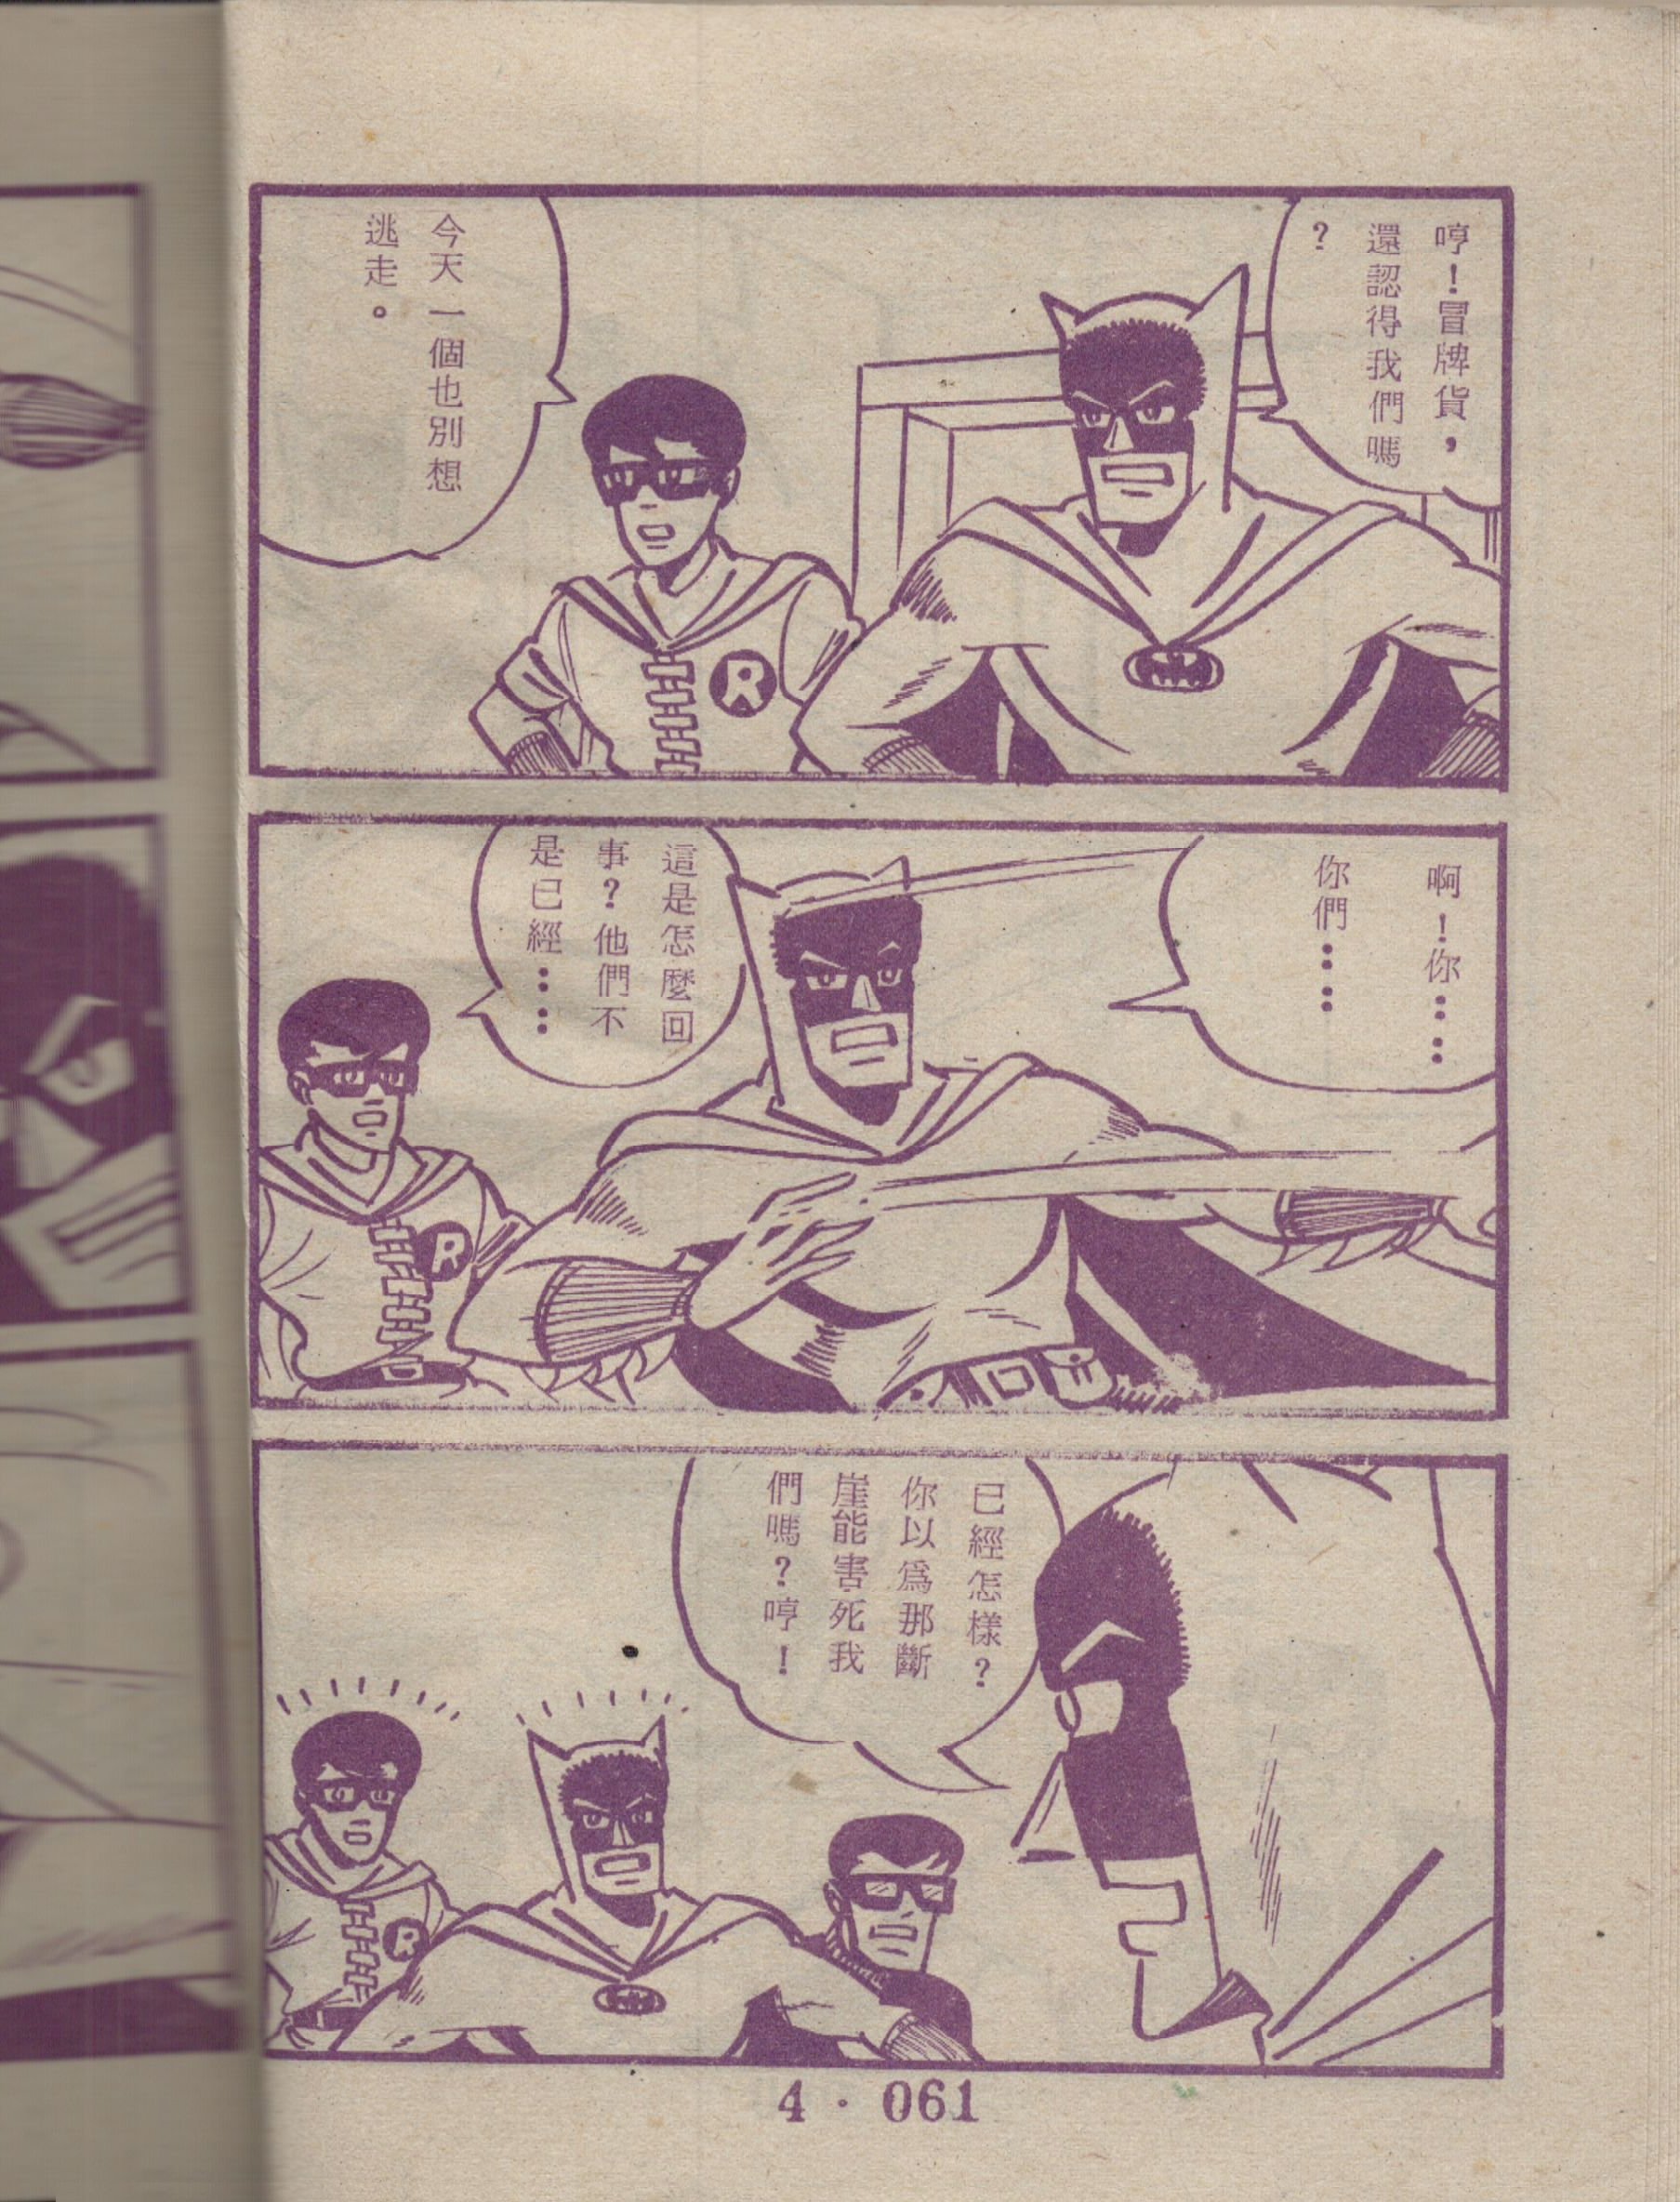 哼！冒牌貨，
還認得我們嗎
？
今天一個也別想
逃走。
R
啊！你……
你們……
這是怎麼回
事？他們不
是已經……
R
已經怎樣？
你以為那斷
崖能害死我
們嗎？哼！
R
4·061